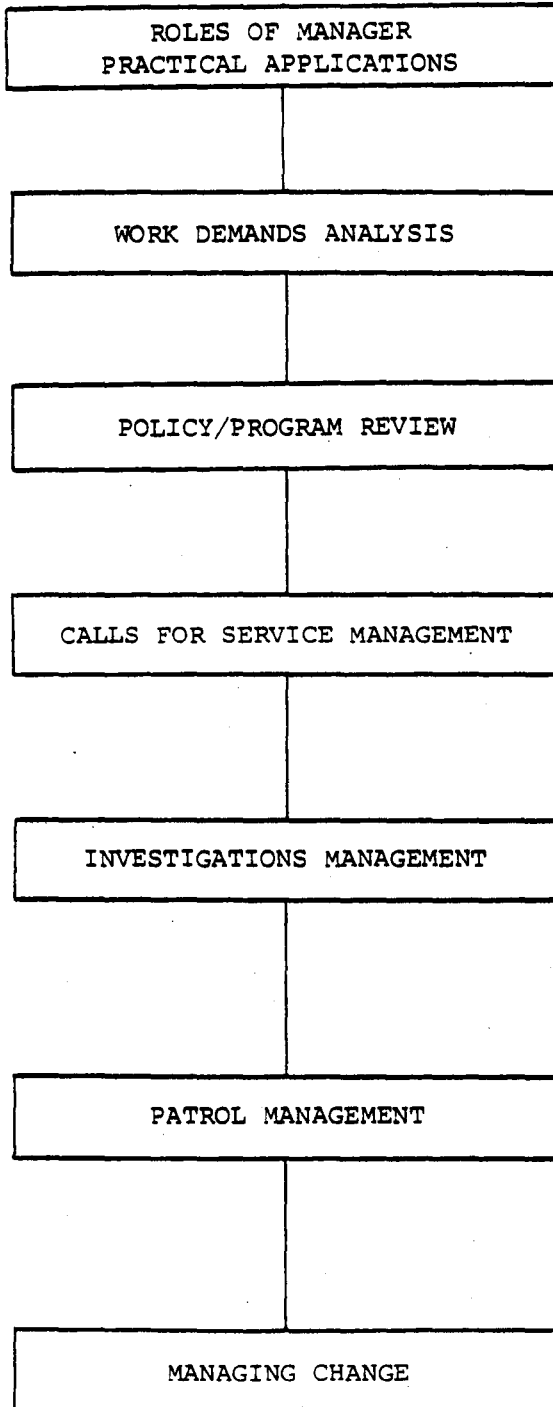 ROLES OF MANAGER
PRACTICAL APPLICATIONS
WORK DEMANDS ANALYSIS
POLICY/PROGRAM REVIEW
CALLS FOR SERVICE MANAGEMENT
INVESTIGATIONS MANAGEMENT
PATROL MANAGEMENT
MANAGING CHANGE